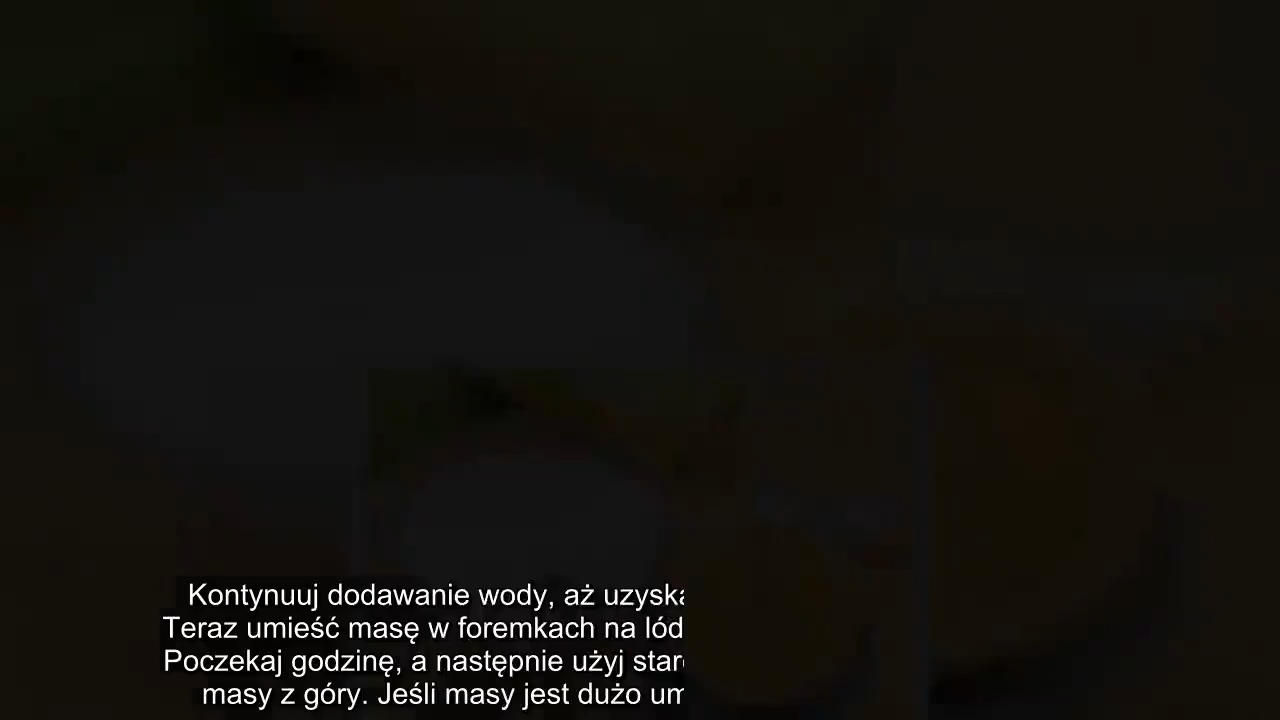 Kontynuuj dodawanie wody, aż
Teraz umieść masę w foremkach na
Poczekaj godzinę, a następnie użyj
masy z góry. Jeśli masy jest dużo